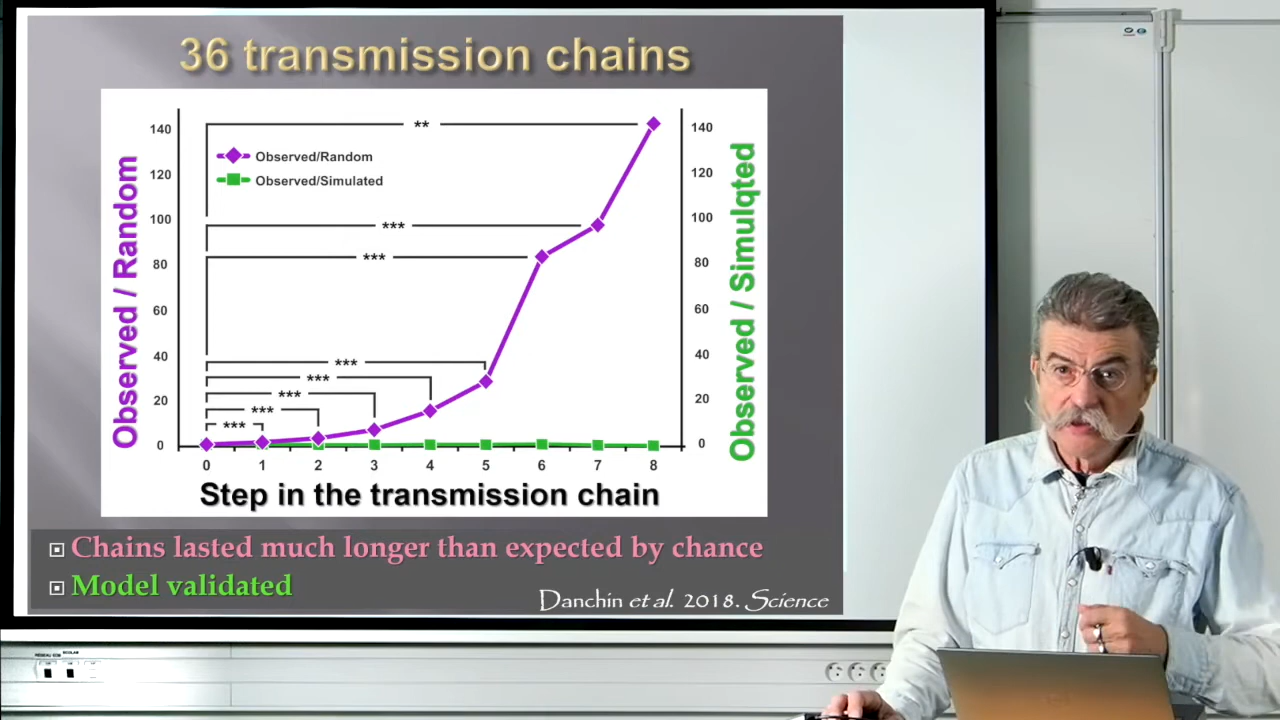 36 transmission chains
**
140
140
Observed/Random
Observed/Simulated
120
120
***
100
100
***
80
80
60
60
***
40
40
***
***
20
20
***
***
0
0
0 1 2 3 4 5 6 7 8
Observed / Random
Observed / Simulqted
Step in the transmission chain
Chains lasted much longer than expected by chance
Model validated
Danchin et al. 2018. Science